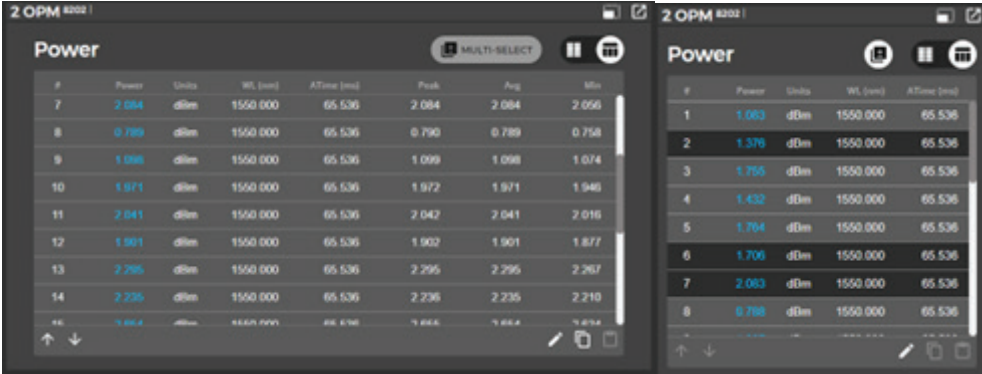 2 OPM 8202 |
Power
MULTI-SELECT
# Power Units WL (nm) ATime (ms) Peak Avg Min
7 2.084 dBm 1550.000 65.536 2.084 2.084 2.056
8 0.789 dBm 1550.000 65.536 0.790 0.789 0.758
9 1.098 dBm 1550.000 65.536 1.099 1.098 1.074
10 1.971 dBm 1550.000 65.536 1.972 1.971 1.946
11 2.041 dBm 1550.000 65.536 2.042 2.041 2.016
12 1.901 dBm 1550.000 65.536 1.902 1.901 1.877
13 2.295 dBm 1550.000 65.536 2.295 2.295 2.267
14 2.235 dBm 1550.000 65.536 2.236 2.235 2.210
2 OPM 8202 |
Power
# Power Units WL (nm) ATime (ms)
1 1.083 dBm 1550.000 65.536
2 1.376 dBm 1550.000 65.536
3 1.755 dBm 1550.000 65.536
4 1.432 dBm 1550.000 65.536
5 1.764 dBm 1550.000 65.536
6 1.706 dBm 1550.000 65.536
7 2.083 dBm 1550.000 65.536
8 0.788 dBm 1550.000 65.536